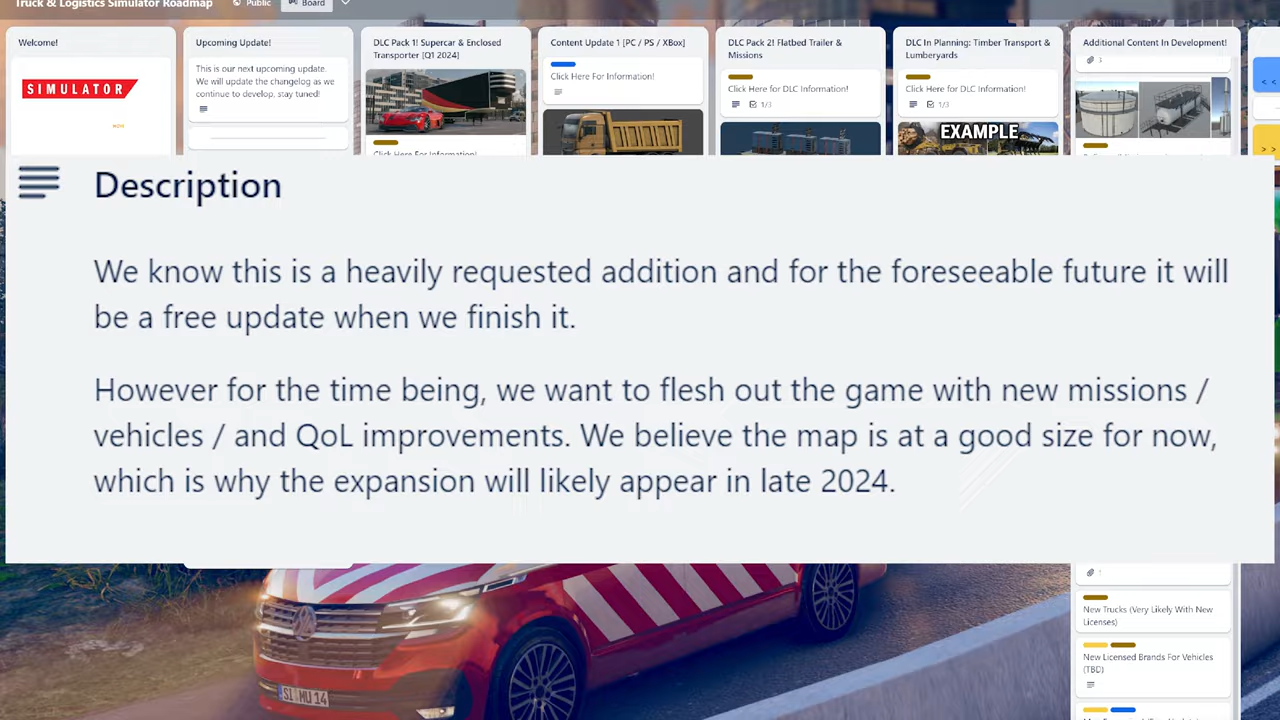 Truck & Logistics Simulator Roadmap
Public
Board
Welcome!
SIMULATOR
Upcoming Update!
This is our next upcoming update.
We will update the changelog as we
continue to develop, stay tuned!
DLC Pack 1! Supercar & Enclosed
Transporter [Q1 2024]
Click Here For Information!
Content Update 1 [PC / PS / XBox]
Click Here For Information!
DLC Pack 2! Flatbed Trailer &
Missions
Click Here for DLC Information!
1/3
DLC In Planning: Timber Transport &
Lumberyards
Click Here for DLC Information!
1/3
EXAMPLE
Additional Content In Development!
< <
> >
Description
We know this is a heavily requested addition and for the foreseeable future it will
be a free update when we finish it.
However for the time being, we want to flesh out the game with new missions /
vehicles / and QoL improvements. We believe the map is at a good size for now,
which is why the expansion will likely appear in late 2024.
New Trucks (Very Likely With New
Licenses)
New Licensed Brands For Vehicles
(TBD)
SI MU 14